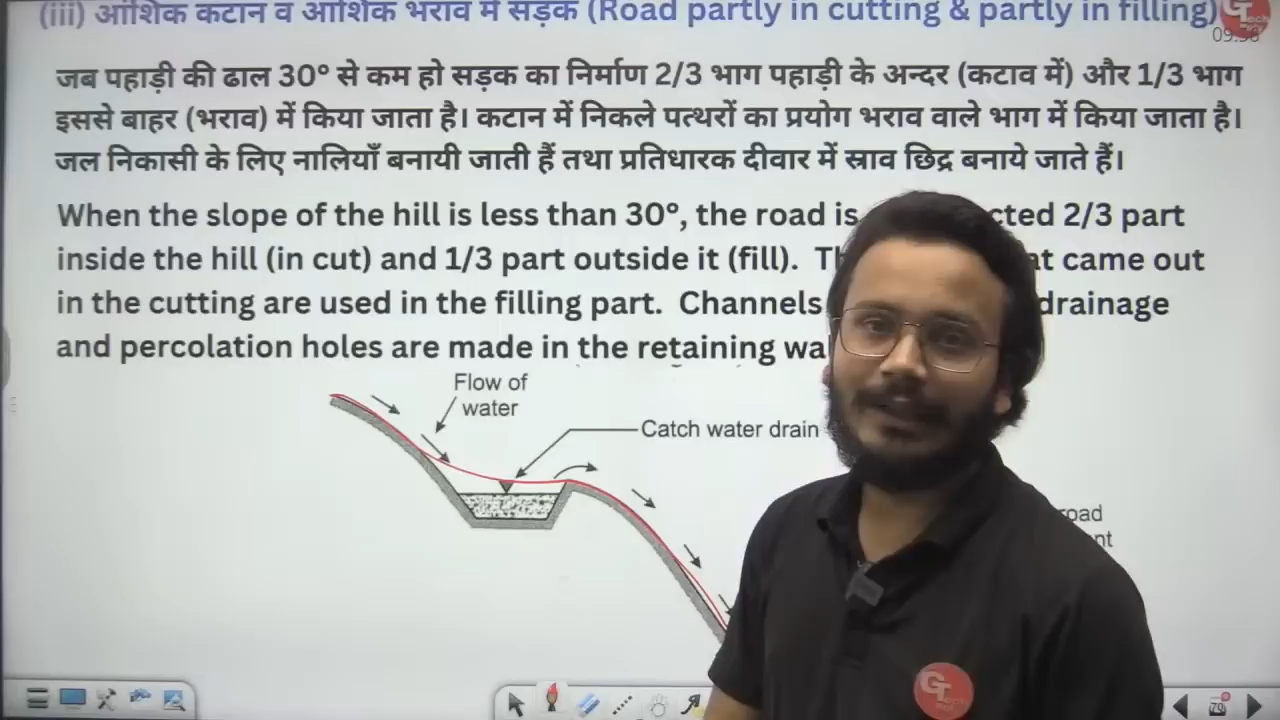 (iii) आंशिक कटान व आंशिक भराव में सड़क (Road partly in cutting & partly in filling)
जब पहाड़ी की ढाल 30° से कम हो सड़क का निर्माण 2/3 भाग पहाड़ी के अन्दर (कटाव में) और 1/3 भाग
इससे बाहर (भराव) में किया जाता है। कटान में निकले पत्थरों का प्रयोग भराव वाले भाग में किया जाता है।
जल निकासी के लिए नालियाँ बनायी जाती हैं तथा प्रतिधारक दीवार में स्राव छिद्र बनाये जाते हैं।
When the slope of the hill is less than 30°, the road is cted 2/3 part
inside the hill (in cut) and 1/3 part outside it (fill). at came out
in the cutting are used in the filling part. Channels drainage
and percolation holes are made in the retaining
Flow of
water
Catch water drain
road
GTech
70